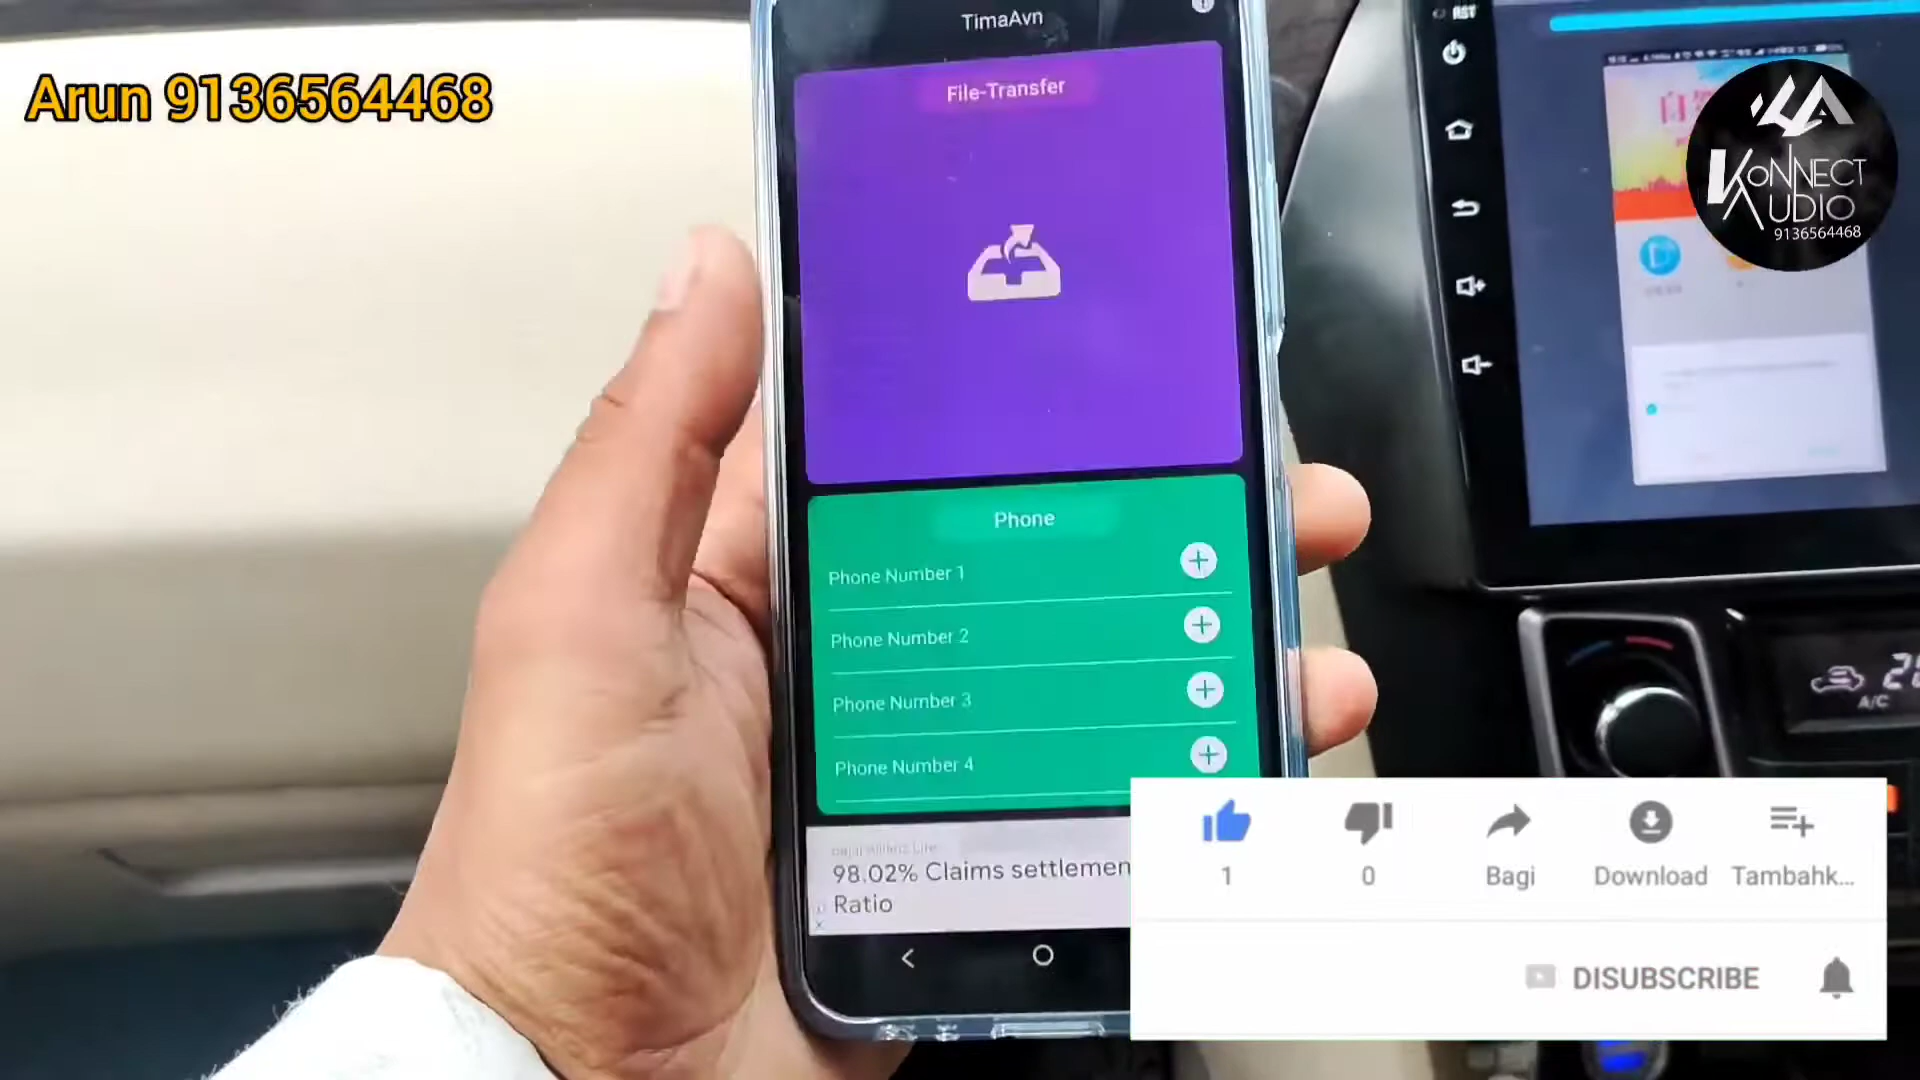 Arun 9136564468
TimaAvn
File-Transfer
Phone
Phone Number 1
Phone Number 2
Phone Number 3
Phone Number 4
98.02% Claims settlemen
Ratio
RST
KONNECT
AUDIO
9136564468
A/C
1
0
Bagi
Download
Tambahk...
DISUBSCRIBE